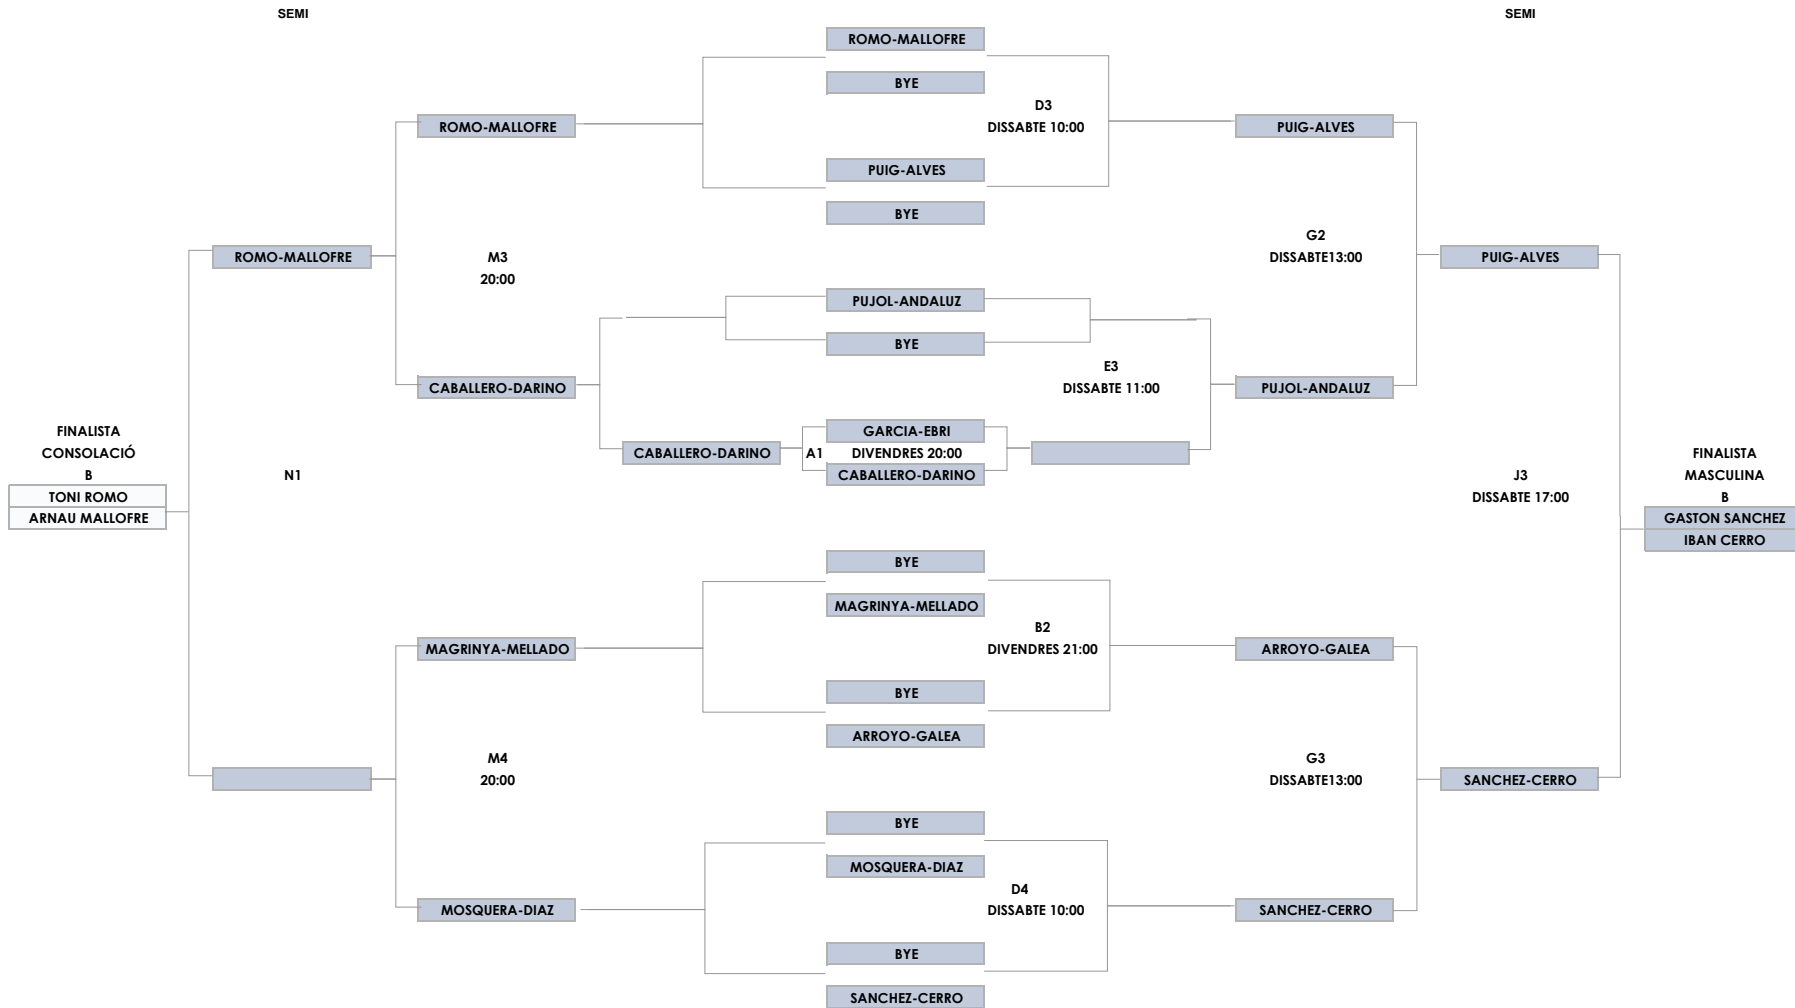 SEMI
SEMI
ROMO-MALLOFRE
BYE
D3
DISSABTE 10:00
ROMO-MALLOFRE
PUIG-ALVES
PUIG-ALVES
BYE
ROMO-MALLOFRE
M3
20:00
G2
DISSABTE13:00
PUIG-ALVES
PUJOL-ANDALUZ
BYE
E3
DISSABTE 11:00
CABALLERO-DARINO
PUJOL-ANDALUZ
GARCIA-EBRI
CABALLERO-DARINO
A1
DIVENDRES 20:00
CABALLERO-DARINO
FINALISTA
CONSOLACIÓ
B
TONI ROMO
ARNAU MALLOFRE
N1
J3
DISSABTE 17:00
FINALISTA
MASCULINA
B
GASTON SANCHEZ
IBAN CERRO
BYE
MAGRINYA-MELLADO
B2
DIVENDRES 21:00
MAGRINYA-MELLADO
ARROYO-GALEA
BYE
ARROYO-GALEA
M4
20:00
G3
DISSABTE13:00
SANCHEZ-CERRO
BYE
MOSQUERA-DIAZ
D4
DISSABTE 10:00
MOSQUERA-DIAZ
SANCHEZ-CERRO
BYE
SANCHEZ-CERRO